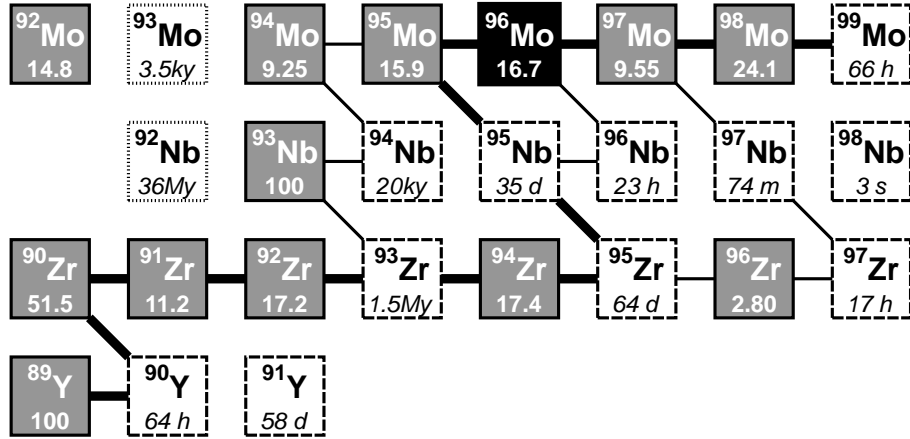 92Mo 93Mo 94Mo 95Mo 96Mo 97Mo 98Mo 99Mo
14.8 3.5ky 9.25 15.9 16.7 9.55 24.1 66 h
92Nb 93Nb 94Nb 95Nb 96Nb 97Nb 98Nb
36My 100 20ky 35 d 23 h 74 m 3 s
90Zr 91Zr 92Zr 93Zr 94Zr 95Zr 96Zr 97Zr
51.5 11.2 17.2 1.5My 17.4 64 d 2.80 17 h
89Y 90Y 91Y
100 64 h 58 d